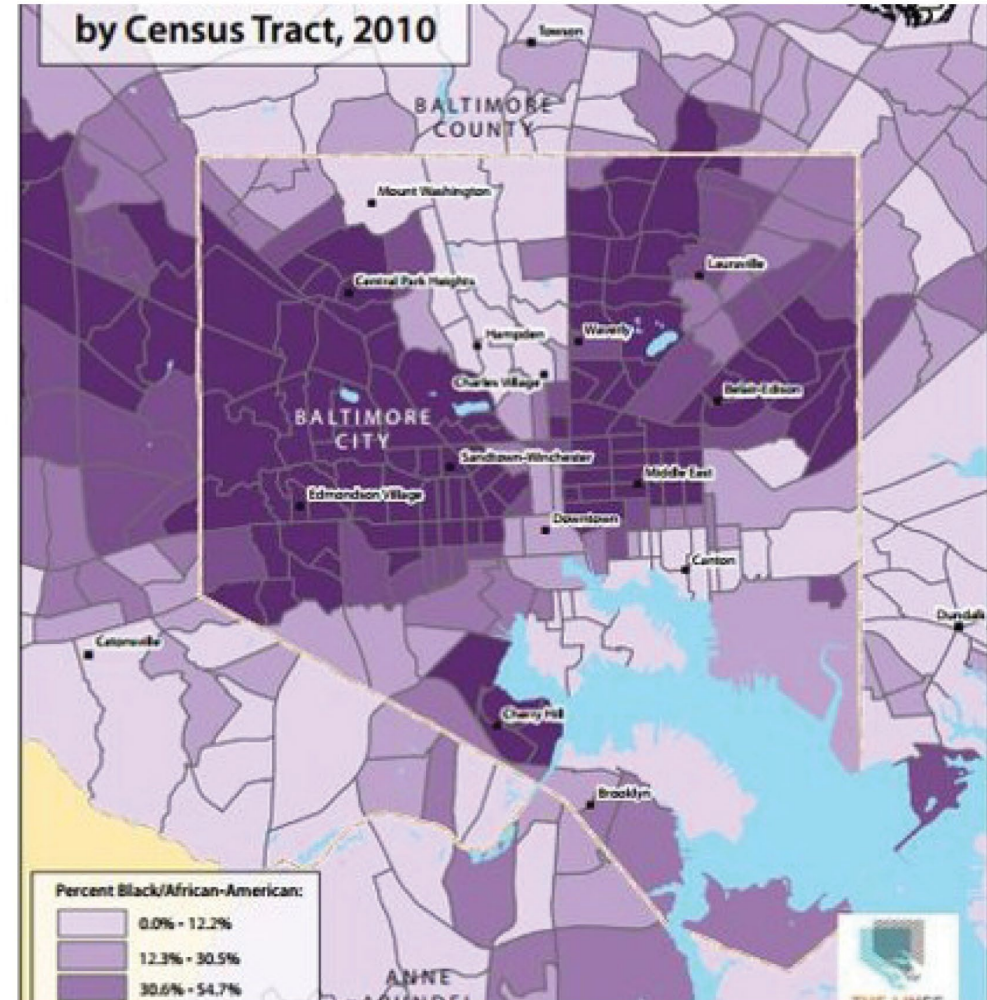 by Census Tract, 2010
Towson
BALTIMORE
COUNTY
Mount Washington
Lauraville
Central Park Heights
Hampden
Waverly
Charles Village
Belair-Edison
BALTIMORE
CITY
Sandtown-Winchester
Middle East
Edmondson Village
Downtown
Canton
Dundalk
Catonsville
Cherry Hill
Brooklyn
Percent Black/African-American:
0.0% - 12.2%
12.3% - 30.5%
30.6% - 54.7%
ANNE
ARUNDEL